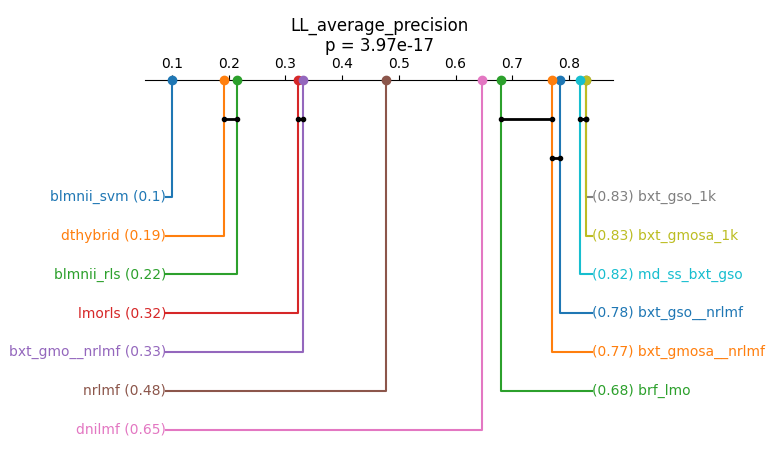 LL_average_precision
p = 3.97e-17
0.1 0.2 0.3 0.4 0.5 0.6 0.7 0.8
blmnii_svm (0.1)
(0.83) bxt_gso_1k
dthybrid (0.19)
(0.83) bxt_gmosa_1k
blmnii_rls (0.22)
(0.82) md_ss_bxt_gso
lmorls (0.32)
(0.78) bxt_gso__nrlmf
bxt_gmo__nrlmf (0.33)
(0.77) bxt_gmosa__nrlmf
nrlmf (0.48)
(0.68) brf_lmo
dnilmf (0.65)